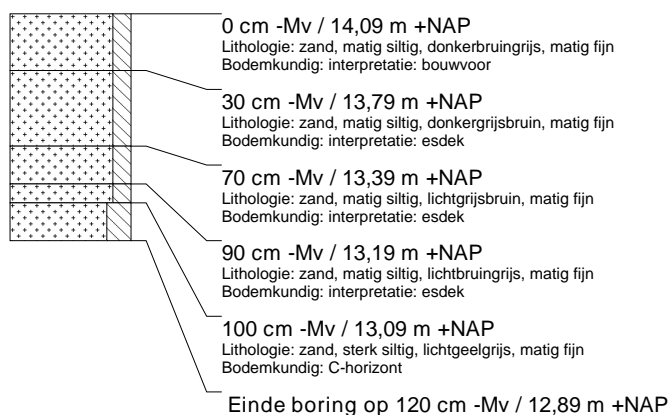 0 cm -Mv / 14,09 m +NAP
Lithologie: zand, matig siltig, donkerbruingrijs, matig fijn
Bodemkundig: interpretatie: bouwvoor
30 cm -Mv / 13,79 m +NAP
Lithologie: zand, matig siltig, donkergrijsbruin, matig fijn
Bodemkundig: interpretatie: esdek
70 cm -Mv / 13,39 m +NAP
Lithologie: zand, matig siltig, lichtgrijsbruin, matig fijn
Bodemkundig: interpretatie: esdek
90 cm -Mv / 13,19 m +NAP
Lithologie: zand, matig siltig, lichtbruingrijs, matig fijn
Bodemkundig: interpretatie: esdek
100 cm -Mv / 13,09 m +NAP
Lithologie: zand, sterk siltig, lichtgeelgrijs, matig fijn
Bodemkundig: C-horizont
Einde boring op 120 cm -Mv / 12,89 m +NAP